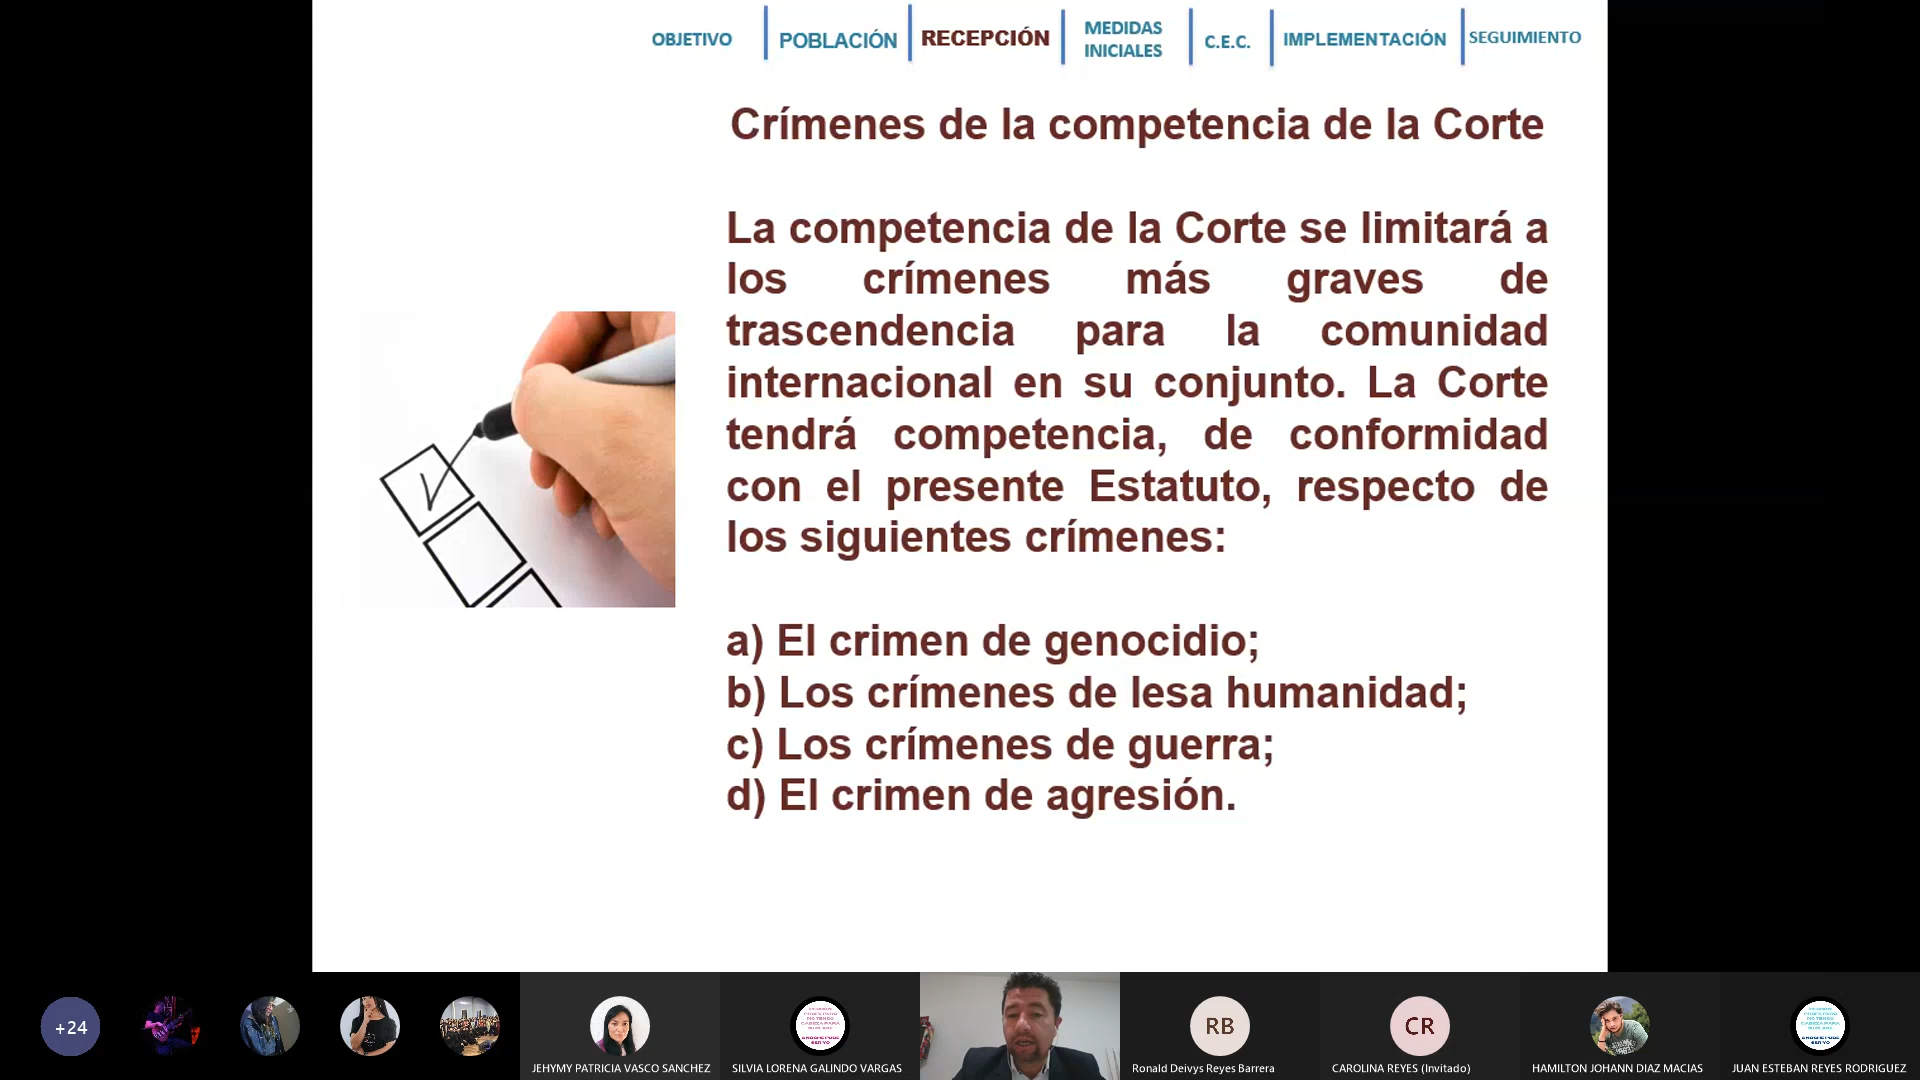 OBJETIVO
POBLACIÓN
RECEPCIÓN
MEDIDAS
INICIALES
C.E.C.
IMPLEMENTACIÓN
SEGUIMIENTO
Crímenes de la competencia de la Corte
La competencia de la Corte se limitará a
los crímenes más graves de
trascendencia para la comunidad
internacional en su conjunto. La Corte
tendrá competencia, de conformidad
con el presente Estatuto, respecto de
los siguientes crímenes:
a) El crimen de genocidio;
b) Los crímenes de lesa humanidad;
c) Los crímenes de guerra;
d) El crimen de agresión.
+24
JEHYMY PATRICIA VASCO SANCHEZ
SILVIA LORENA GALINDO VARGAS
RB
Ronald Deivys Reyes Barrera
CR
CAROLINA REYES (Invitado)
HAMILTON JOHANN DIAZ MACIAS
JUAN ESTEBAN REYES RODRIGUEZ